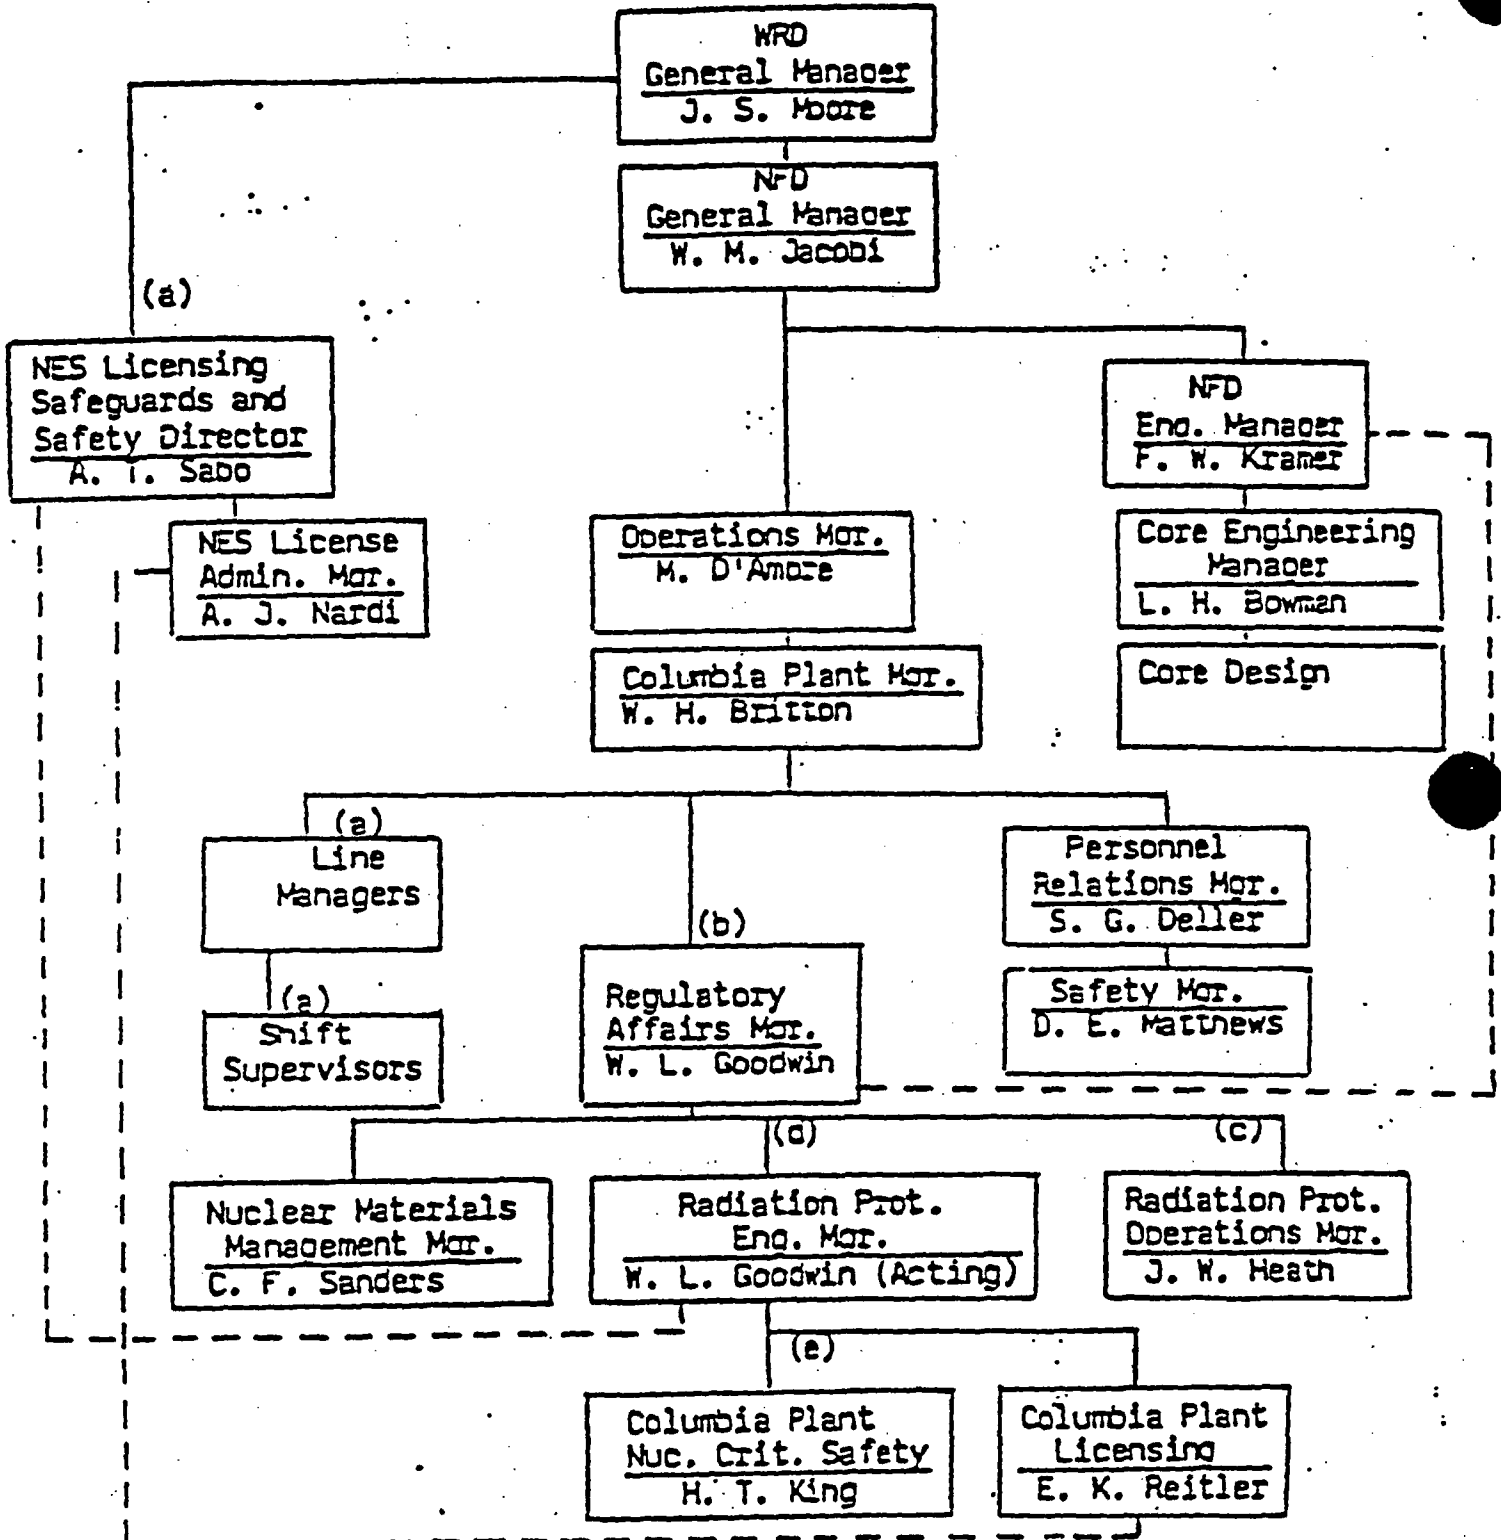 WRD
General Manager
J. S. Moore
NFD
General Manager
W. M. Jacobi
(a)
NES Licensing
Safeguards and
Safety Director
A. T. Sabo
NFD
Eng. Manager
F. W. Kramer
NES License
Admin. Mgr.
A. J. Nardi
Operations Mgr.
M. D'Amore
Core Engineering
Manager
L. H. Bowman
Columbia Plant Mgr.
W. H. Britton
Core Design
(a)
Line
Managers
(b)
Personnel
Relations Mgr.
S. G. Deller
(a)
Shift
Supervisors
Regulatory
Affairs Mgr.
W. L. Goodwin
Safety Mgr.
D. E. Matthews
(d)
(c)
Nuclear Materials
Management Mgr.
C. F. Sanders
Radiation Prot.
Eng. Mgr.
W. L. Goodwin (Acting)
Radiation Prot.
Operations Mgr.
J. W. Heath
(e)
Columbia Plant
Nuc. Crit. Safety
H. T. King
Columbia Plant
Licensing
E. K. Reitler